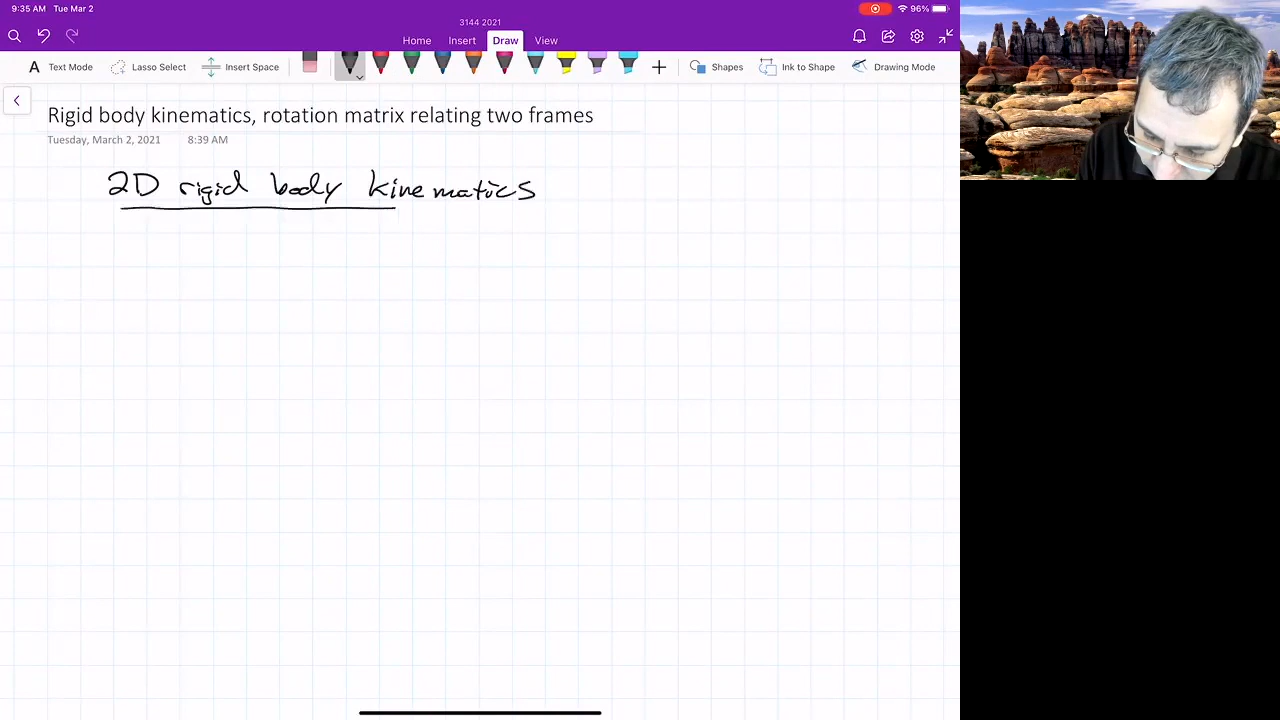 9:35 AM Tue Mar 2
96%
3144 2021
Home Insert Draw View
A Text Mode Lasso Select Insert Space Shapes Ink to Shape Drawing Mode
Rigid body kinematics, rotation matrix relating two frames
Tuesday, March 2, 2021 8:39 AM
2D rigid body kinematics